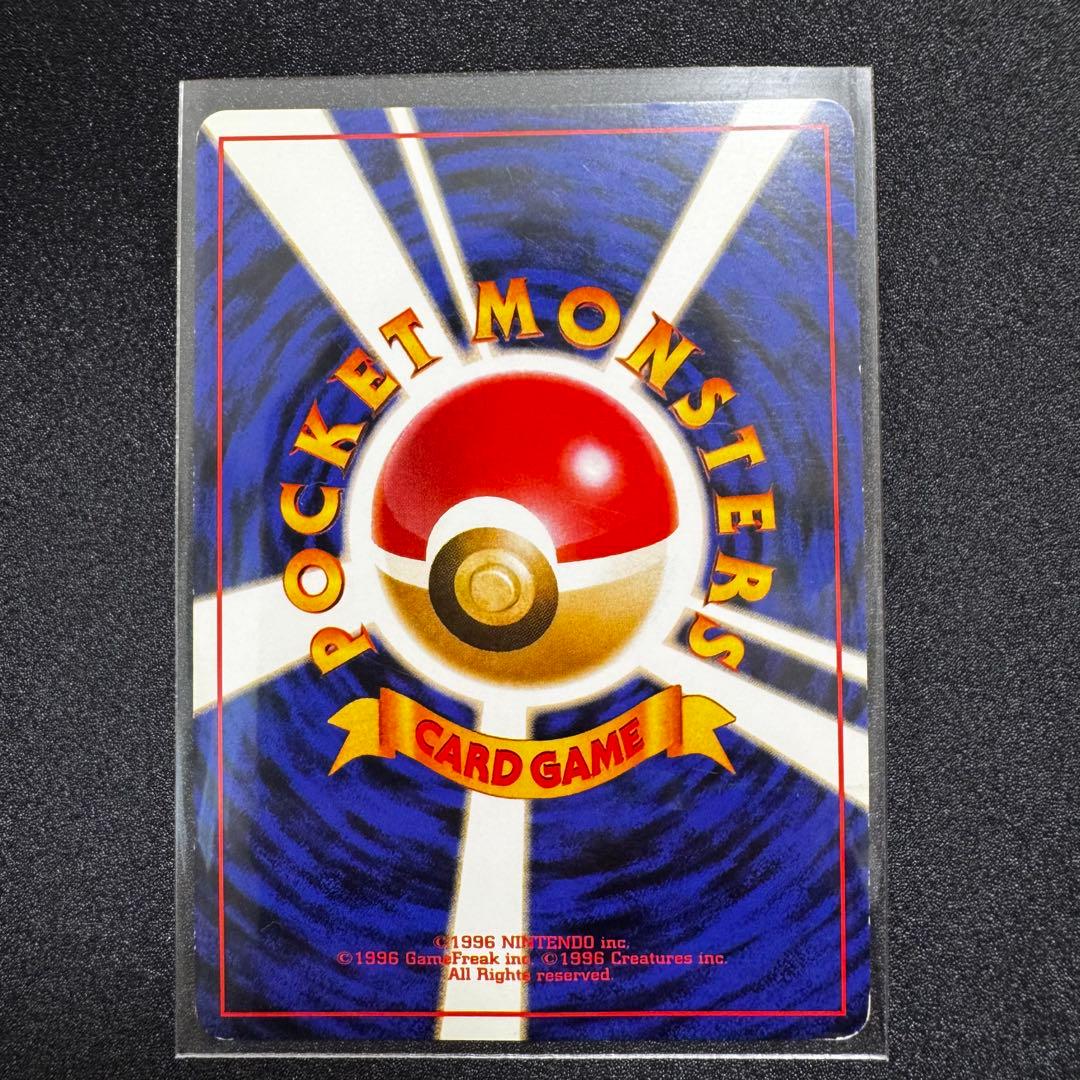 POCKET MONSTERS
CARD GAME
©1996 NINTENDO inc.
©1996 GameFreak inc. ©1996 Creatures inc.
All Rights reserved.